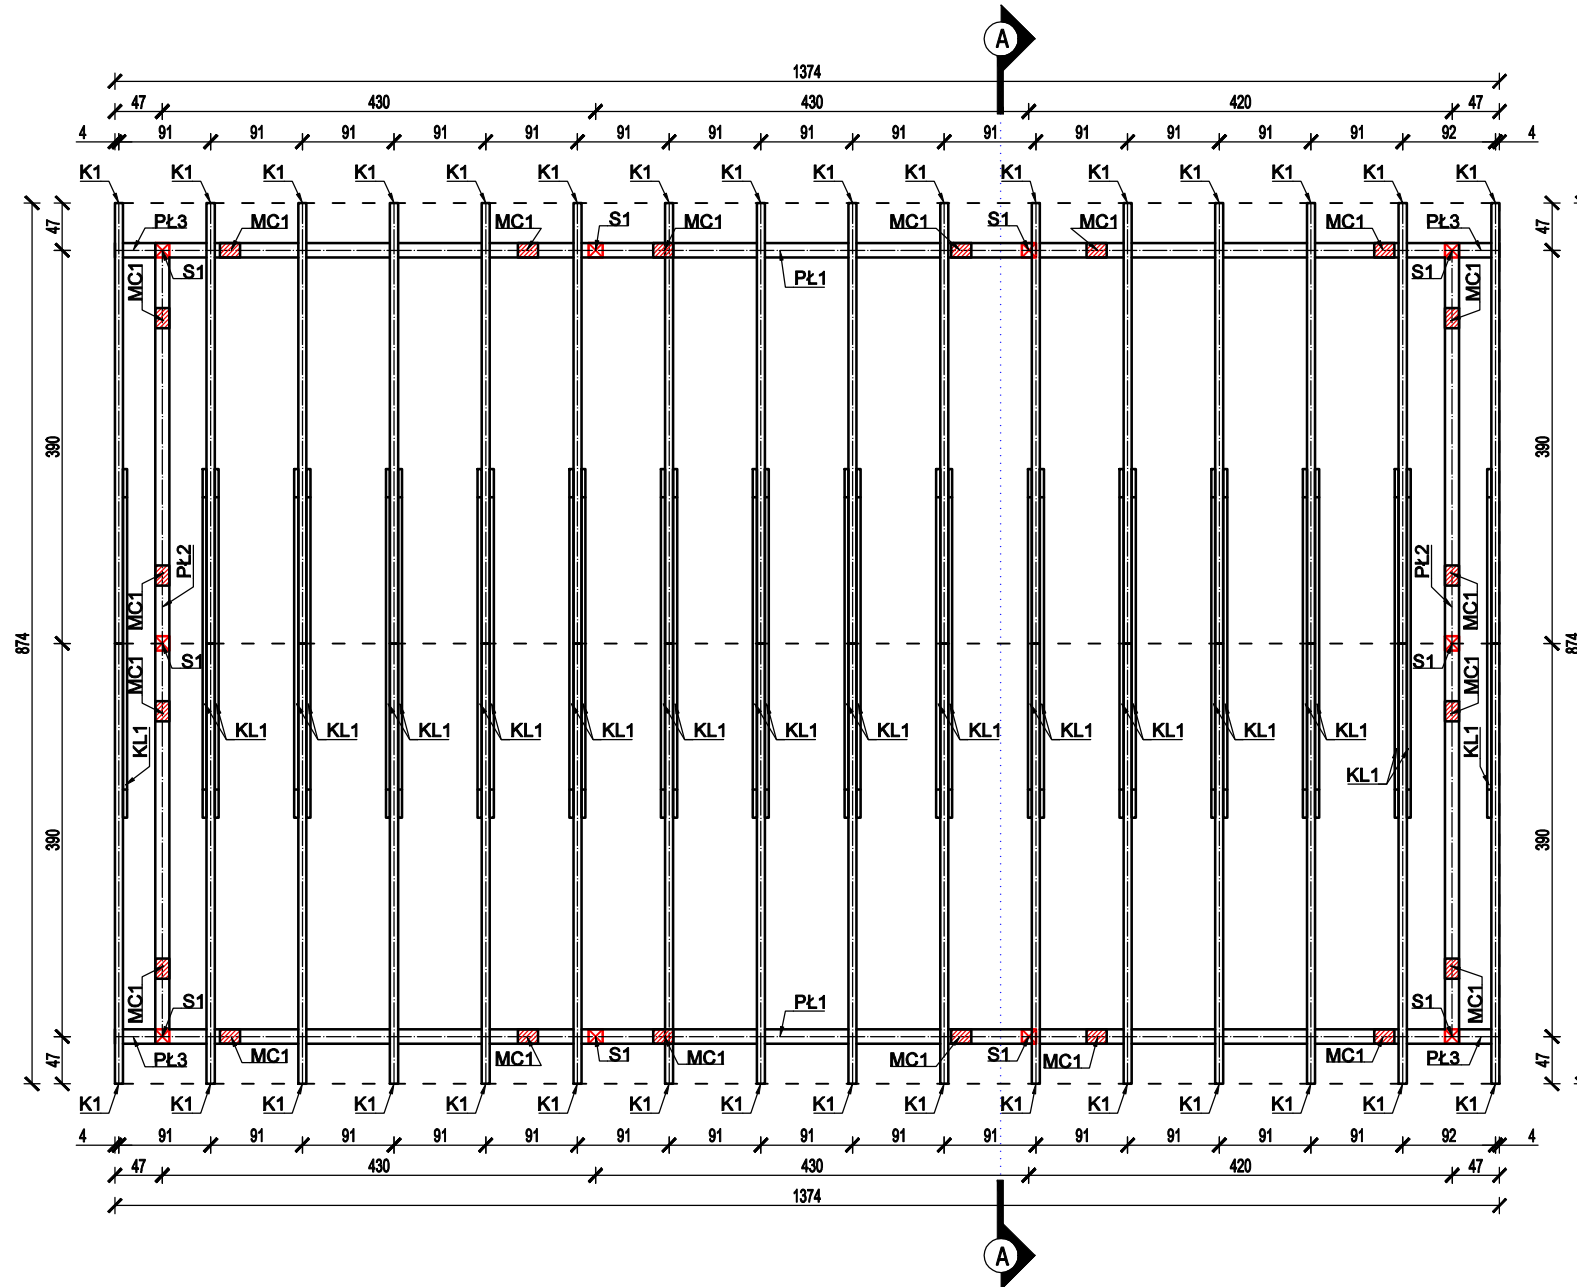 A
1374
47 430 430 420 47
4 91 91 91 91 91 91 91 91 91 91 91 91 91 91 92 4
K1 K1 K1 K1 K1 K1 K1 K1 K1 K1 K1 K1 K1 K1 K1 K1
47 PŁ3 MC1 MC1 S1 MC1 MC1 S1 MC1 MC1 PŁ3 47
MC1 S1 PŁ1 S1 MC1
390 390
MC1 PŁ2 PŁ2 MC1
874 874
MC1 S1 S1 MC1
KL1 KL1 KL1 KL1 KL1 KL1 KL1 KL1 KL1 KL1 KL1 KL1 KL1 KL1 KL1
KL1
390 390
MC1 S1 PŁ1 S1 MC1
47 PŁ3 MC1 MC1 S1 MC1 MC1 S1 MC1 MC1 PŁ3 47
K1 K1 K1 K1 K1 K1 K1 K1 K1 K1 K1 K1 K1 K1 K1 K1
4 91 91 91 91 91 91 91 91 91 91 91 91 91 91 92 4
47 430 430 420 47
1374
A